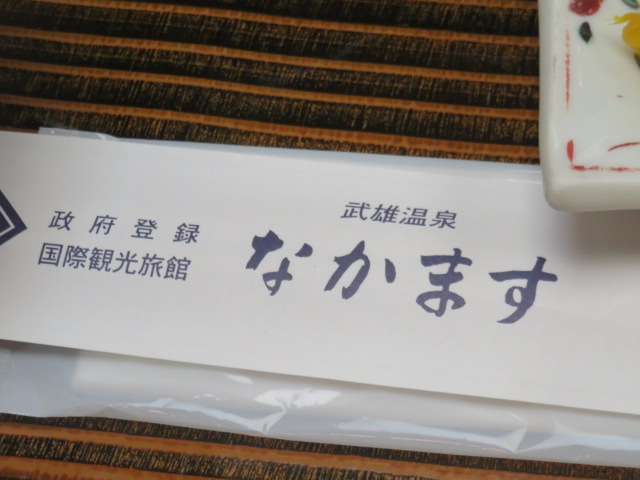 政府登録
国際観光旅館
武雄温泉
なかます